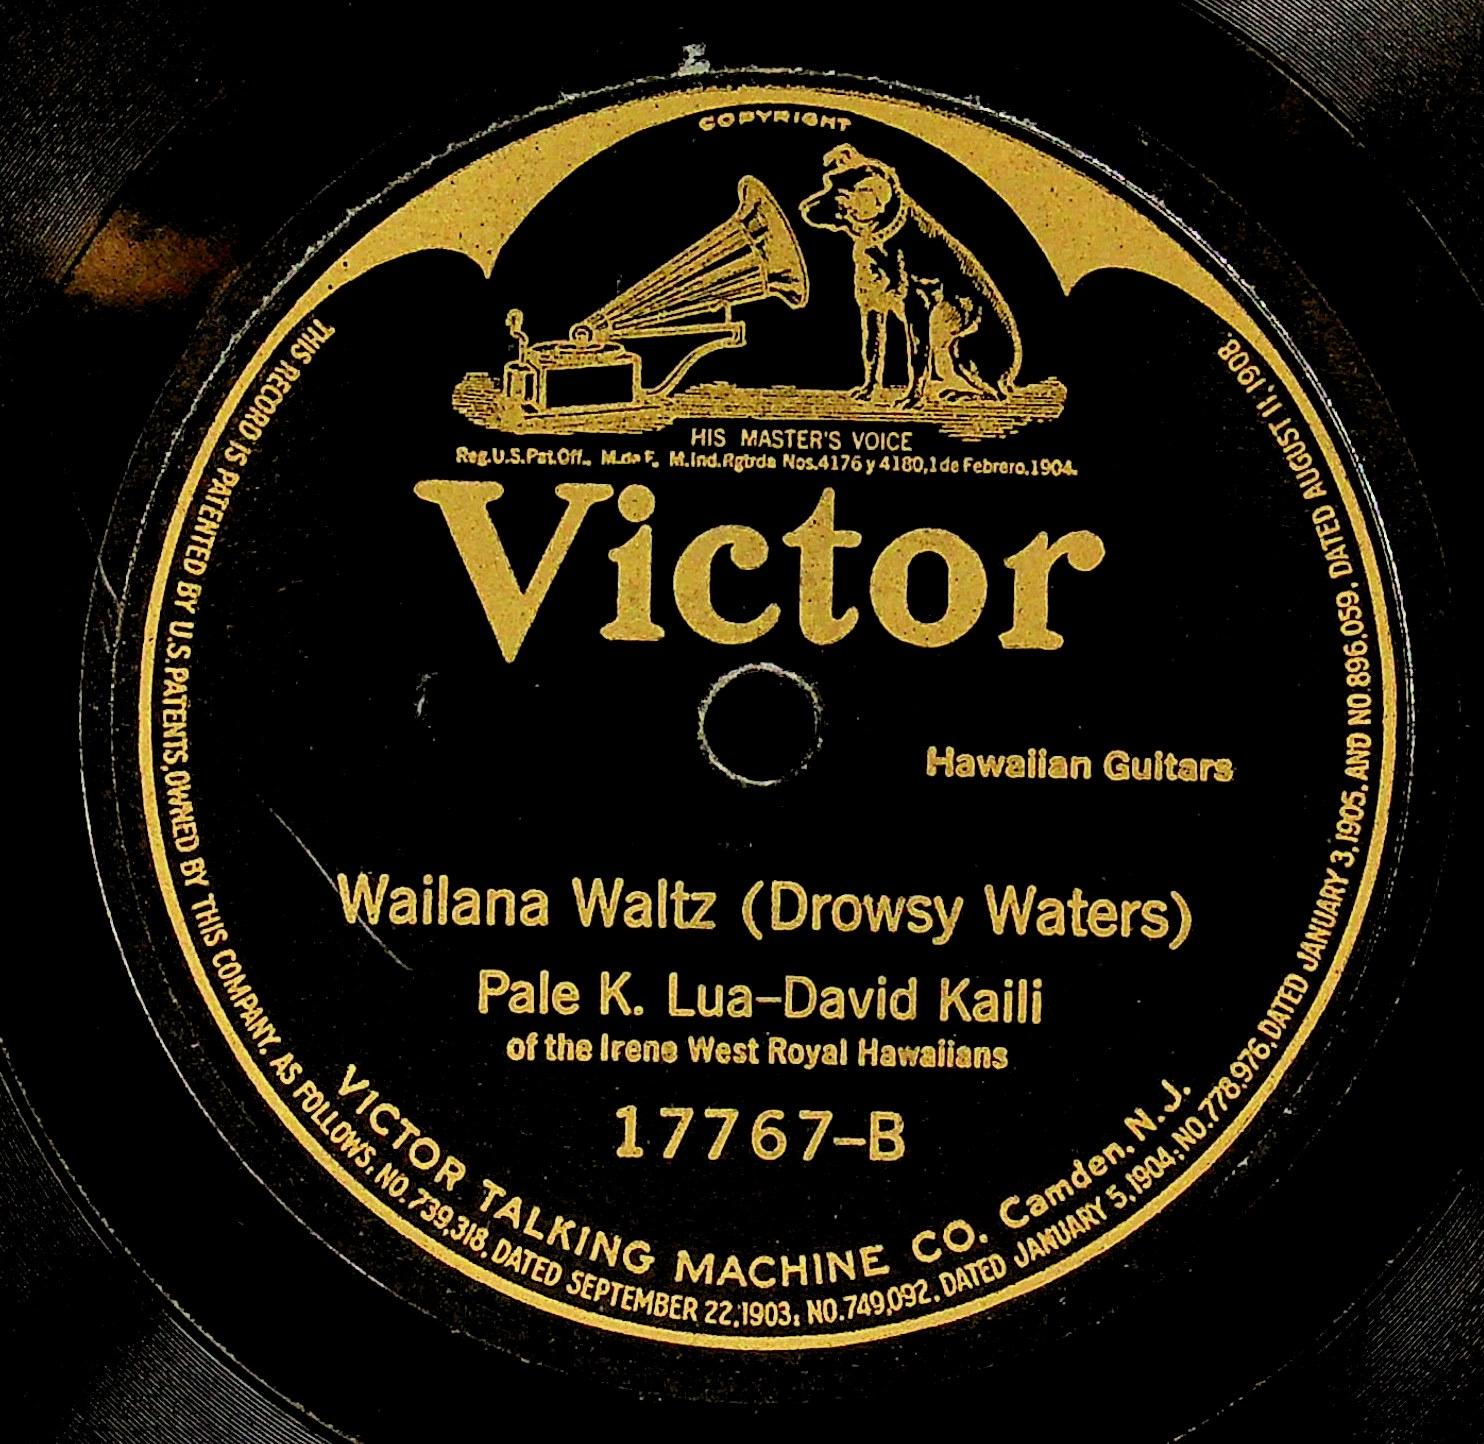 COPYRIGHT
HIS MASTER'S VOICE
Reg.U.S.Pat.Off., M.de F. M.Ind.Rgtrda Nos.4176 y 4180,1 de Febrero.1904.
Victor
Hawaiian Guitars
Wailana Waltz (Drowsy Waters)
Pale K. Lua–David Kaili
of the Irene West Royal Hawaiians
17767–B
VICTOR TALKING MACHINE CO. Camden, N. J.
THIS RECORD IS PATENTED BY U.S. PATENTS, OWNED BY THIS COMPANY, AS FOLLOWS, NO. 739,318, DATED SEPTEMBER 22,1903; NO.749,092, DATED JANUARY 5,1904; NO.778,976, DATED JANUARY 3,1905, AND NO.896,059, DATED AUGUST 11, 1908.